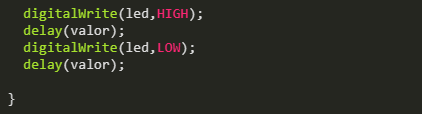 digitalWrite(led,HIGH);
delay(valor);
digitalWrite(led,LOW);
delay(valor);
}